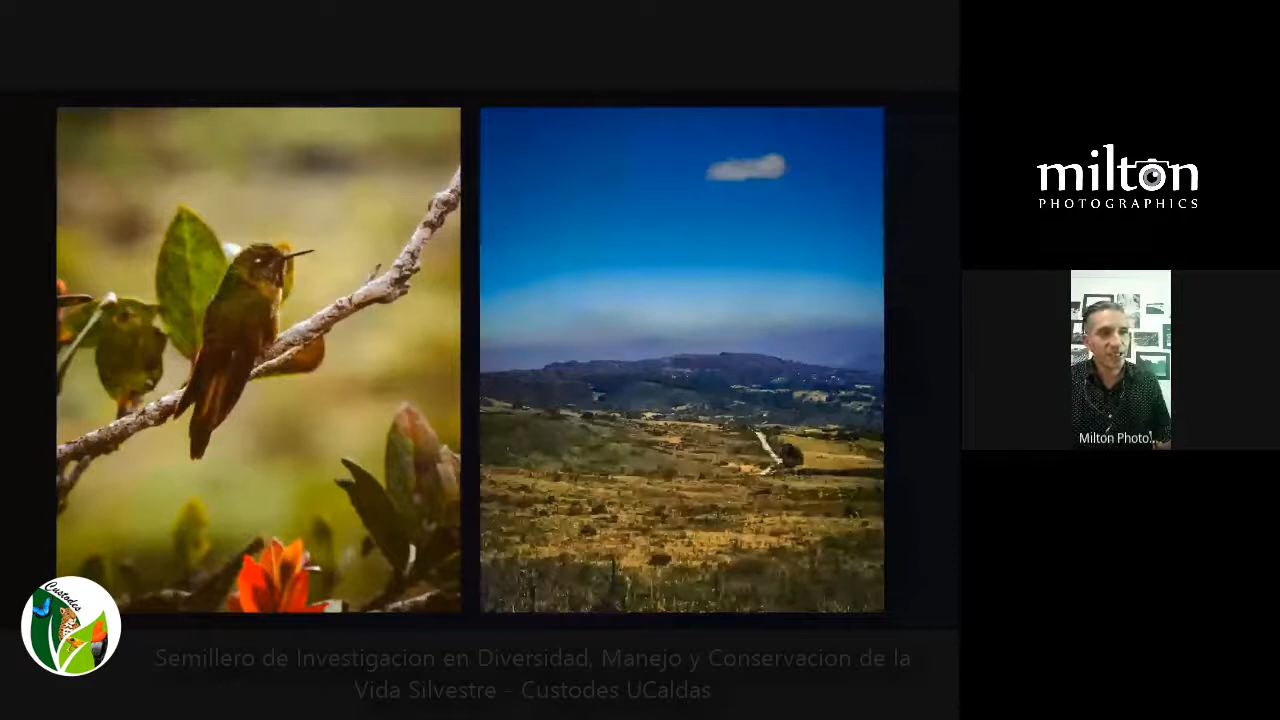 milton
PHOTOGRAPHICS
Milton Photo...
Custodes
Semillero de Investigacion en Diversidad, Manejo y Conservacion de la
Vida Silvestre - Custodes UCaldas